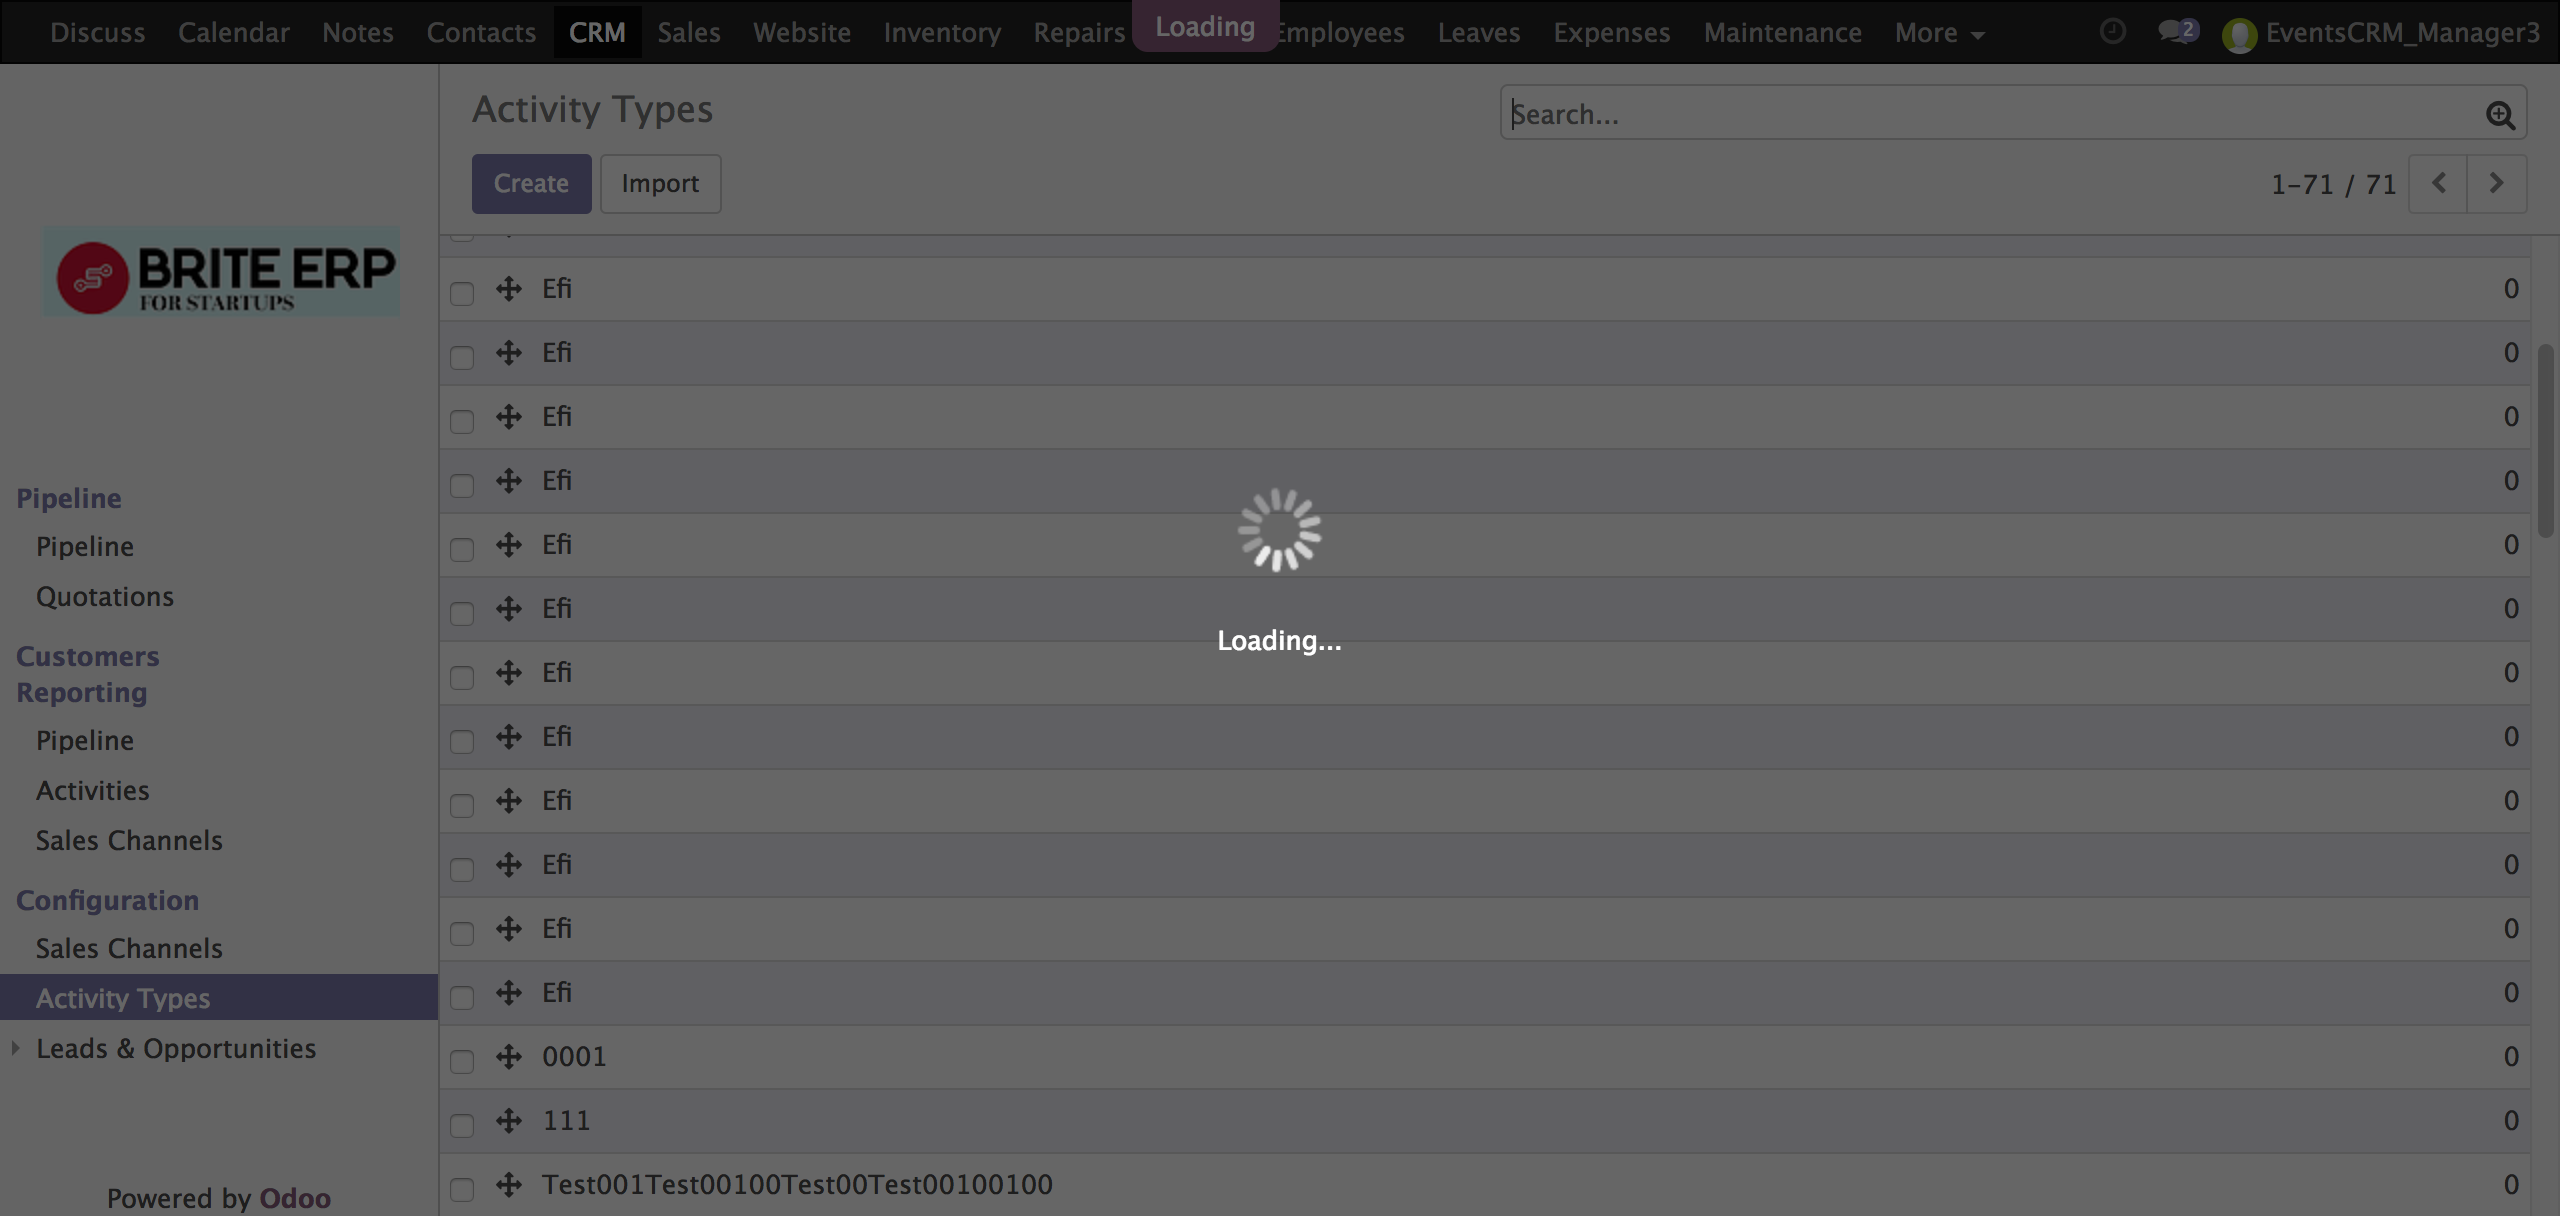 Discuss Calendar Notes Contacts CRM Sales Website Inventory Repairs Loading Employees Leaves Expenses Maintenance More 2 EventsCRM_Manager3
Activity Types
Search...
Create Import
1-71 / 71
BRITE ERP
FOR STARTUPS
Pipeline
Pipeline
Quotations
Customers
Reporting
Pipeline
Activities
Sales Channels
Configuration
Sales Channels
Activity Types
Leads & Opportunities
Powered by Odoo
Efi 0
Efi 0
Efi 0
Efi 0
Efi 0
Efi 0
Efi 0
Efi 0
Efi 0
Efi 0
Efi 0
Efi 0
0001 0
111 0
Test001Test00100Test00Test00100100 0
Loading...